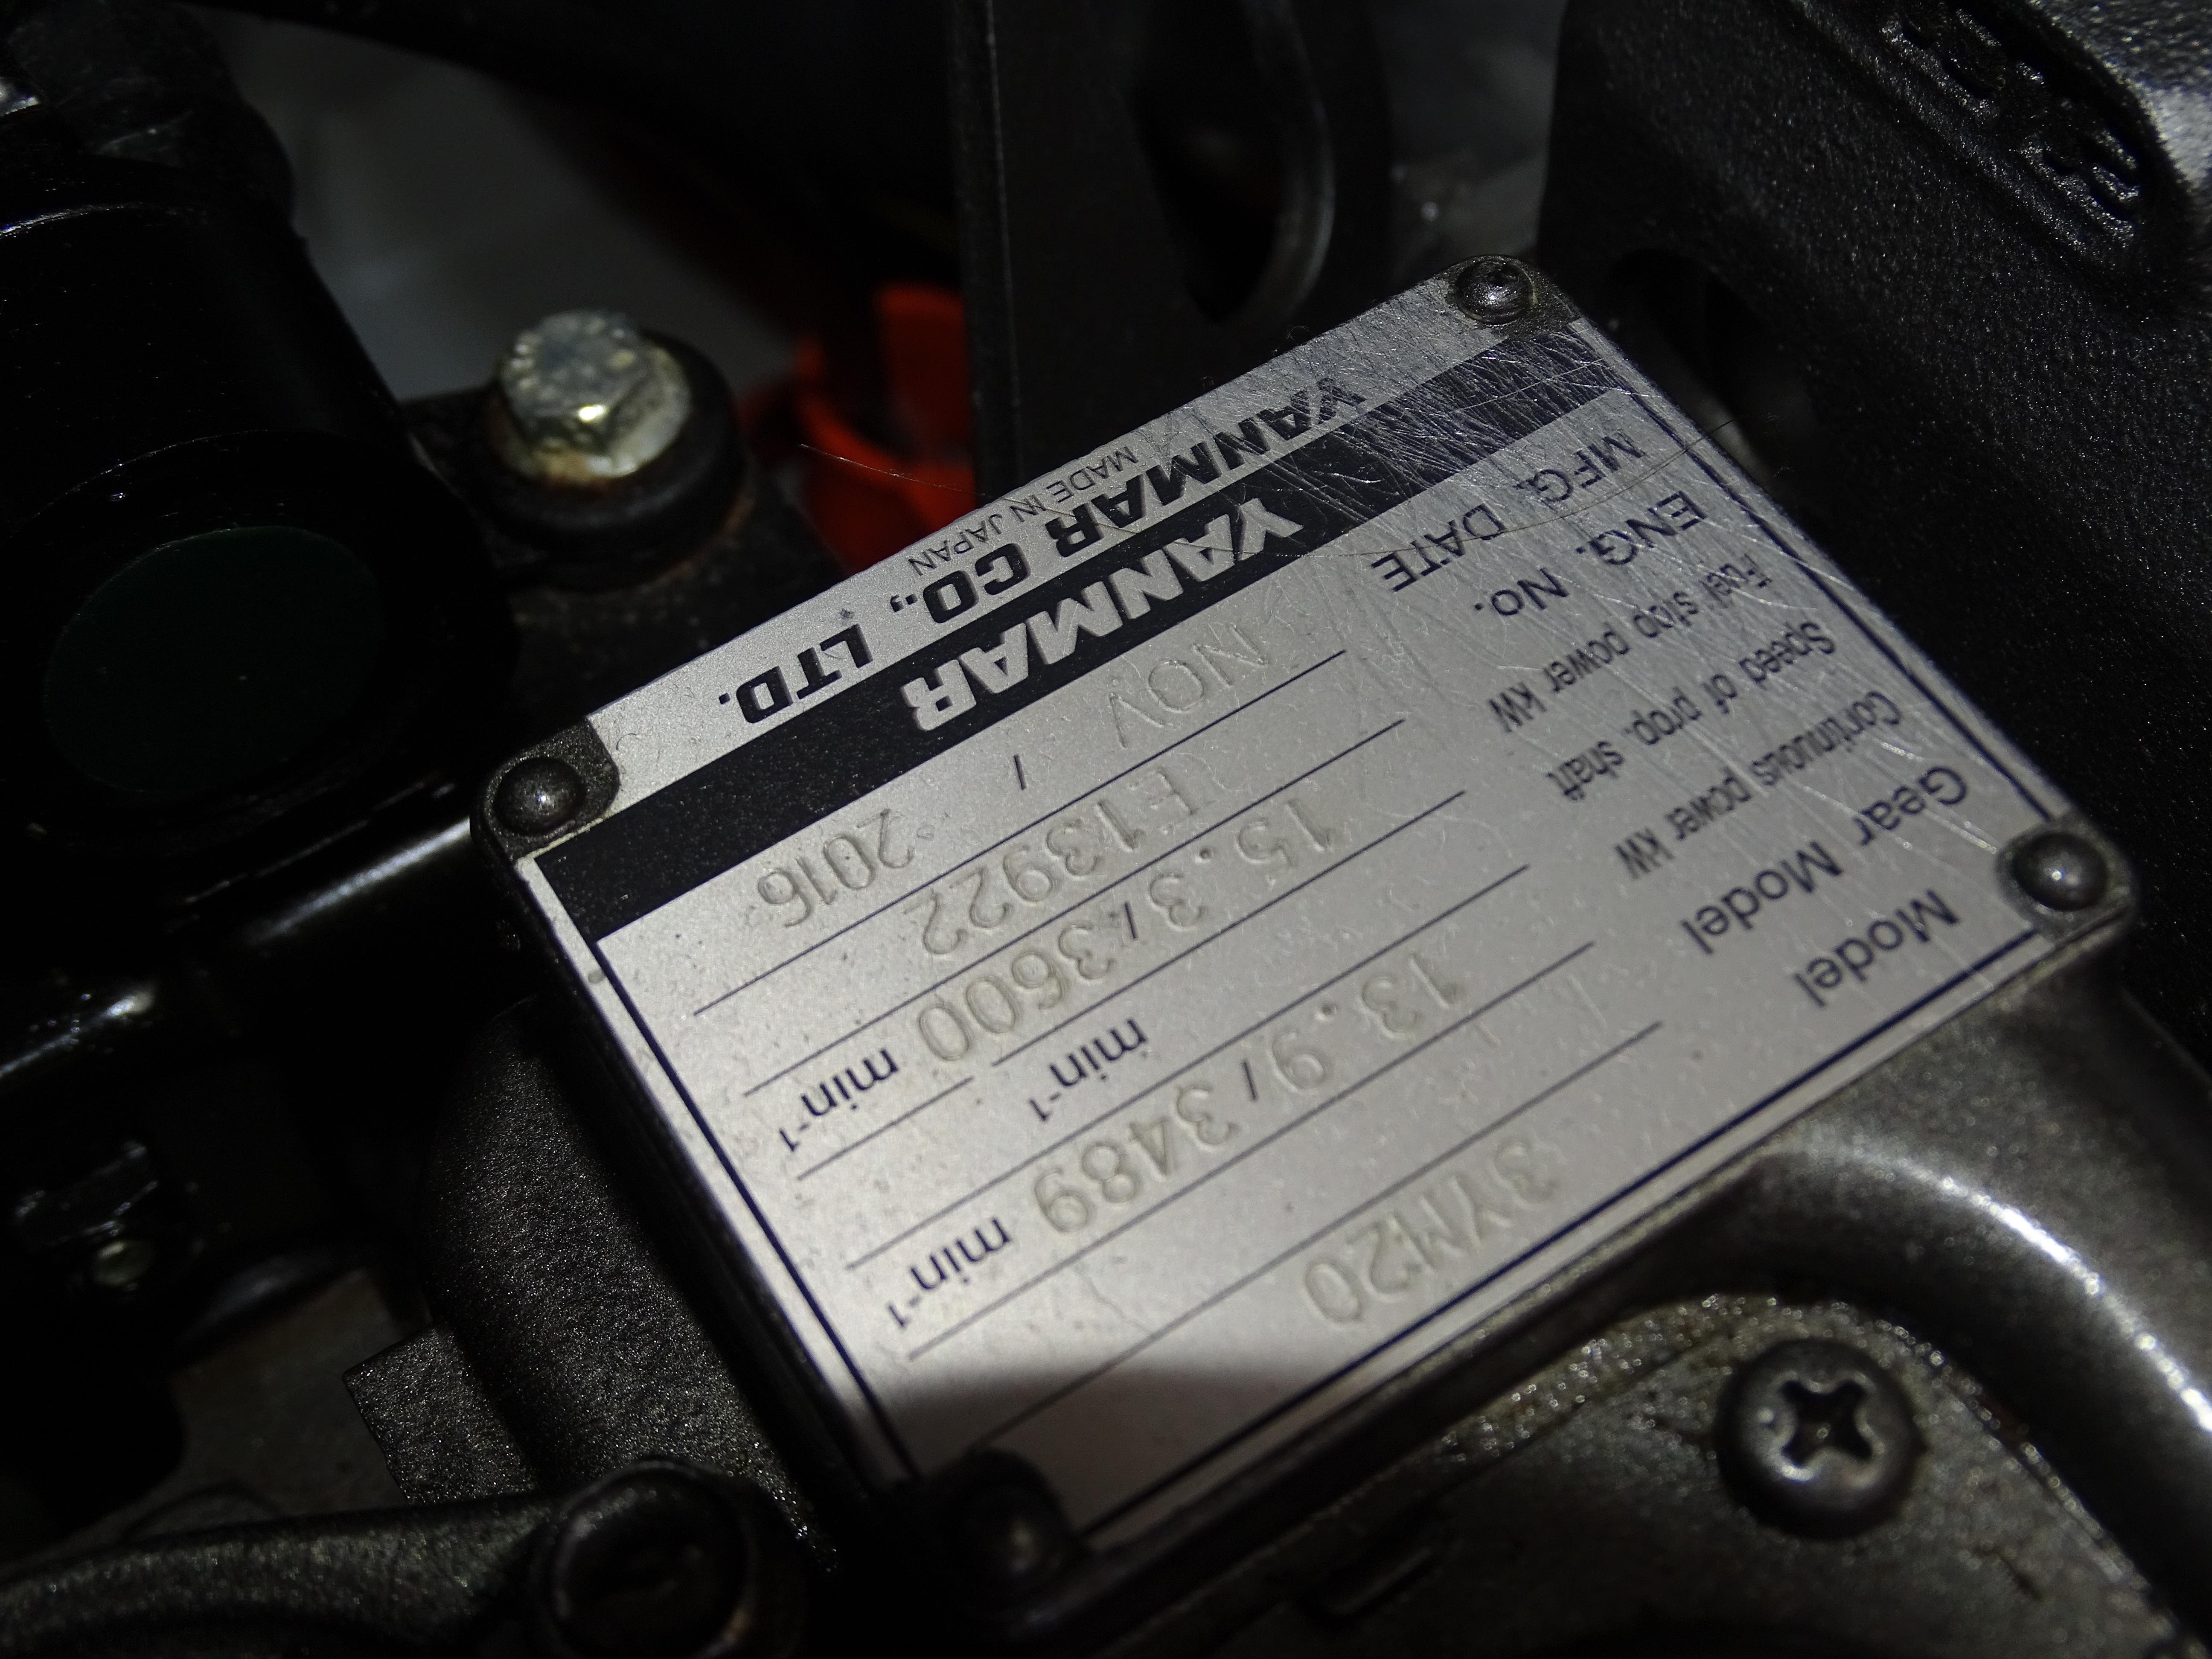 Model 3YM20
Gear Model
Continuous power kW 13.9/3489 min⁻¹
Speed of prop. shaft min⁻¹
Fuel stop power kW 15.3/3600 min⁻¹
ENG. No.
MFG. DATE NOV / 2016
YANMAR
YANMAR CO., LTD.
MADE IN JAPAN